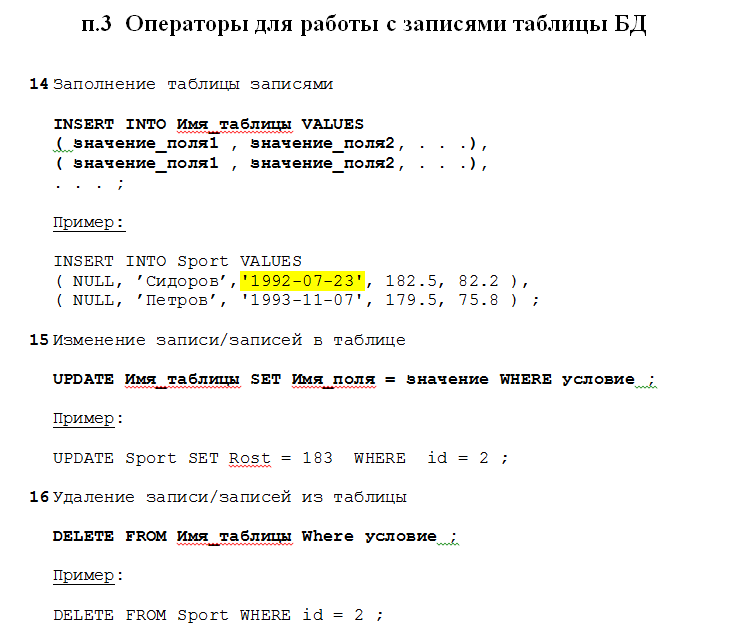 п.3 Операторы для работы с записями таблицы БД
14 Заполнение таблицы записями
INSERT INTO Имя_таблицы VALUES
( значение_поля1 , значение_поля2, . . .),
( значение_поля1 , значение_поля2, . . .),
. . . ;
Пример:
INSERT INTO Sport VALUES
( NULL, ’Сидоров’,'1992-07-23', 182.5, 82.2 ),
( NULL, ’Петров’, '1993-11-07', 179.5, 75.8 ) ;
15 Изменение записи/записей в таблице
UPDATE Имя_таблицы SET Имя_поля = значение WHERE условие ;
Пример:
UPDATE Sport SET Rost = 183 WHERE id = 2 ;
16 Удаление записи/записей из таблицы
DELETE FROM Имя_таблицы Where условие ;
Пример:
DELETE FROM Sport WHERE id = 2 ;